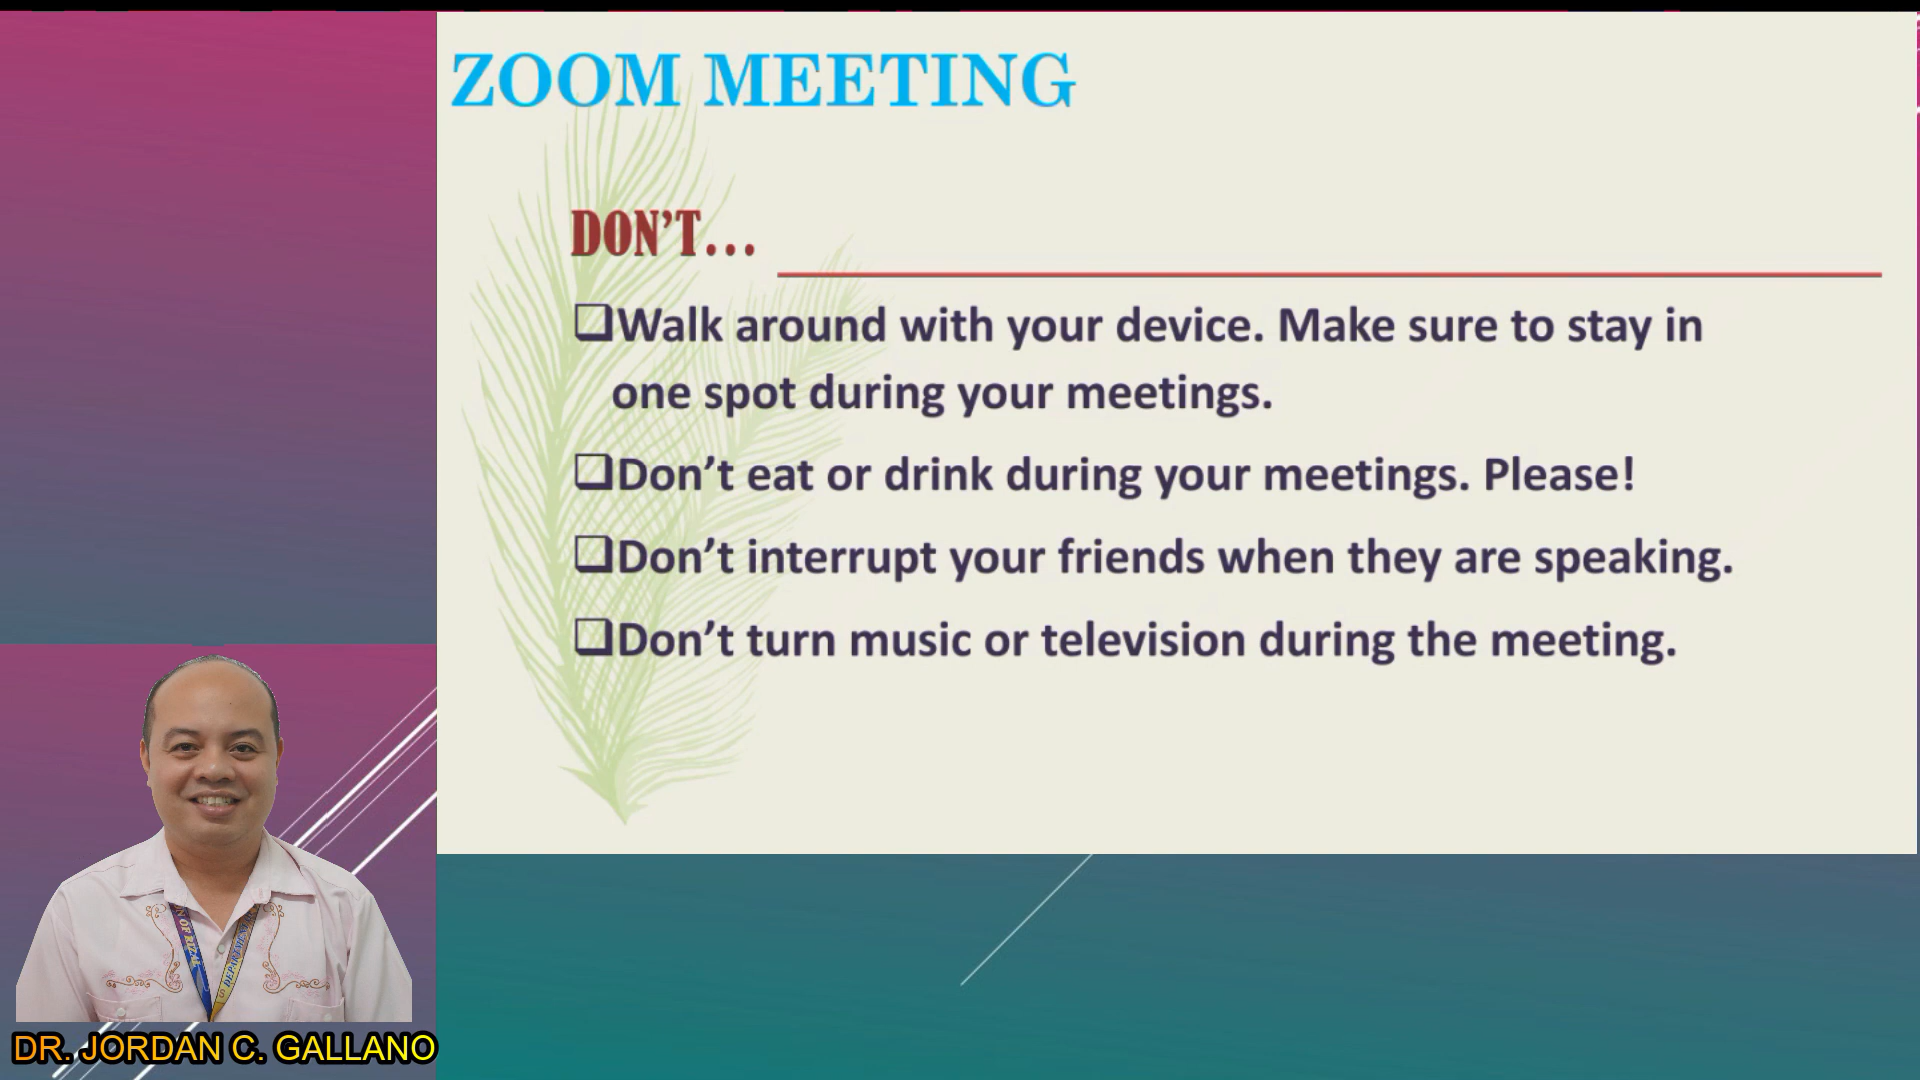 ZOOM MEETING
DON'T...
❑Walk around with your device. Make sure to stay in
one spot during your meetings.
❑Don't eat or drink during your meetings. Please!
❑Don't interrupt your friends when they are speaking.
❑Don't turn music or television during the meeting.
DR. JORDAN C. GALLANO